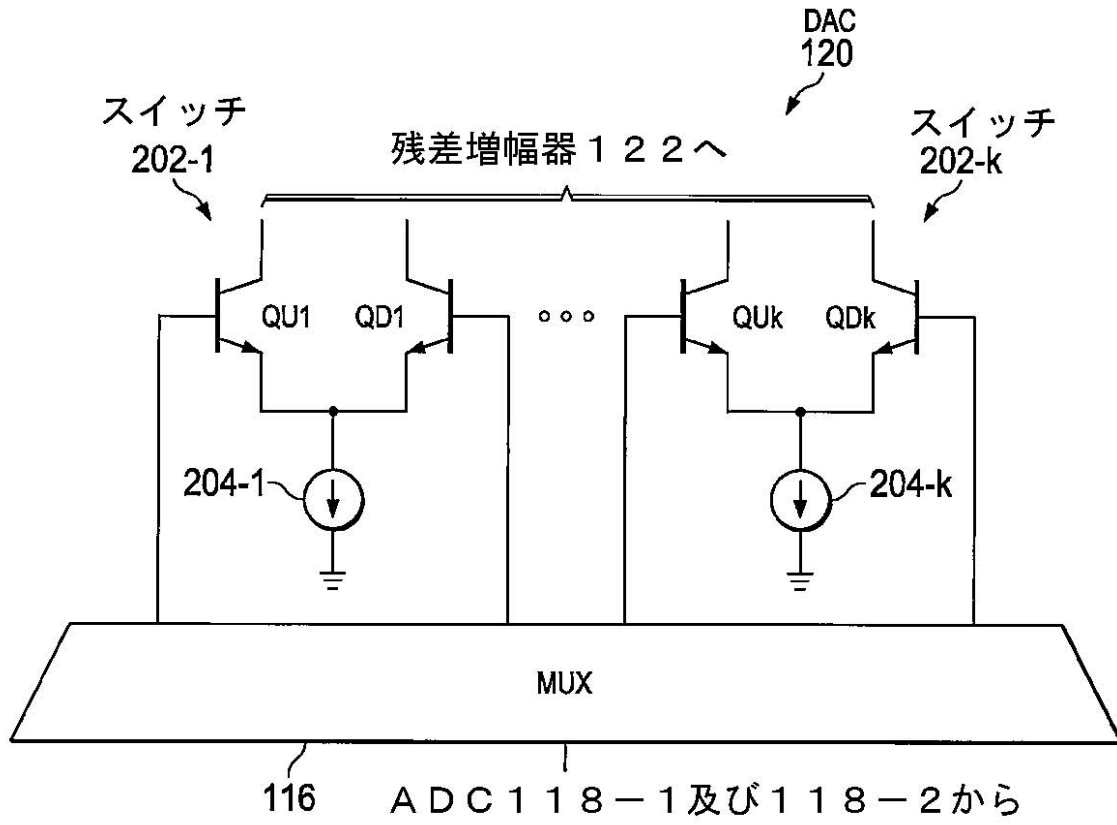 DAC
120
スイッチ
202-1
残差増幅器１２２へ
スイッチ
202-k
QU1
QD1
QUk
QDk
204-1
204-k
MUX
116
ＡＤＣ１１８－１及び１１８－２から